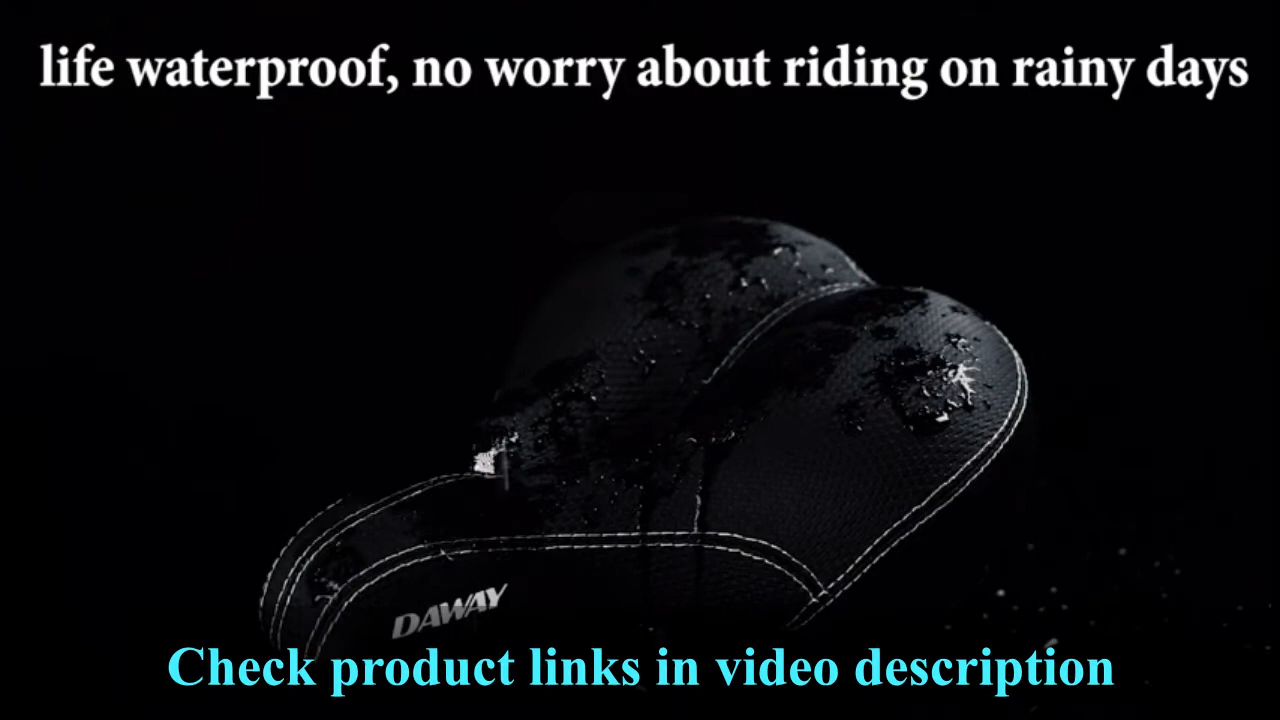 life waterproof, no worry about riding on rainy days
DAWAY
Check product links in video description